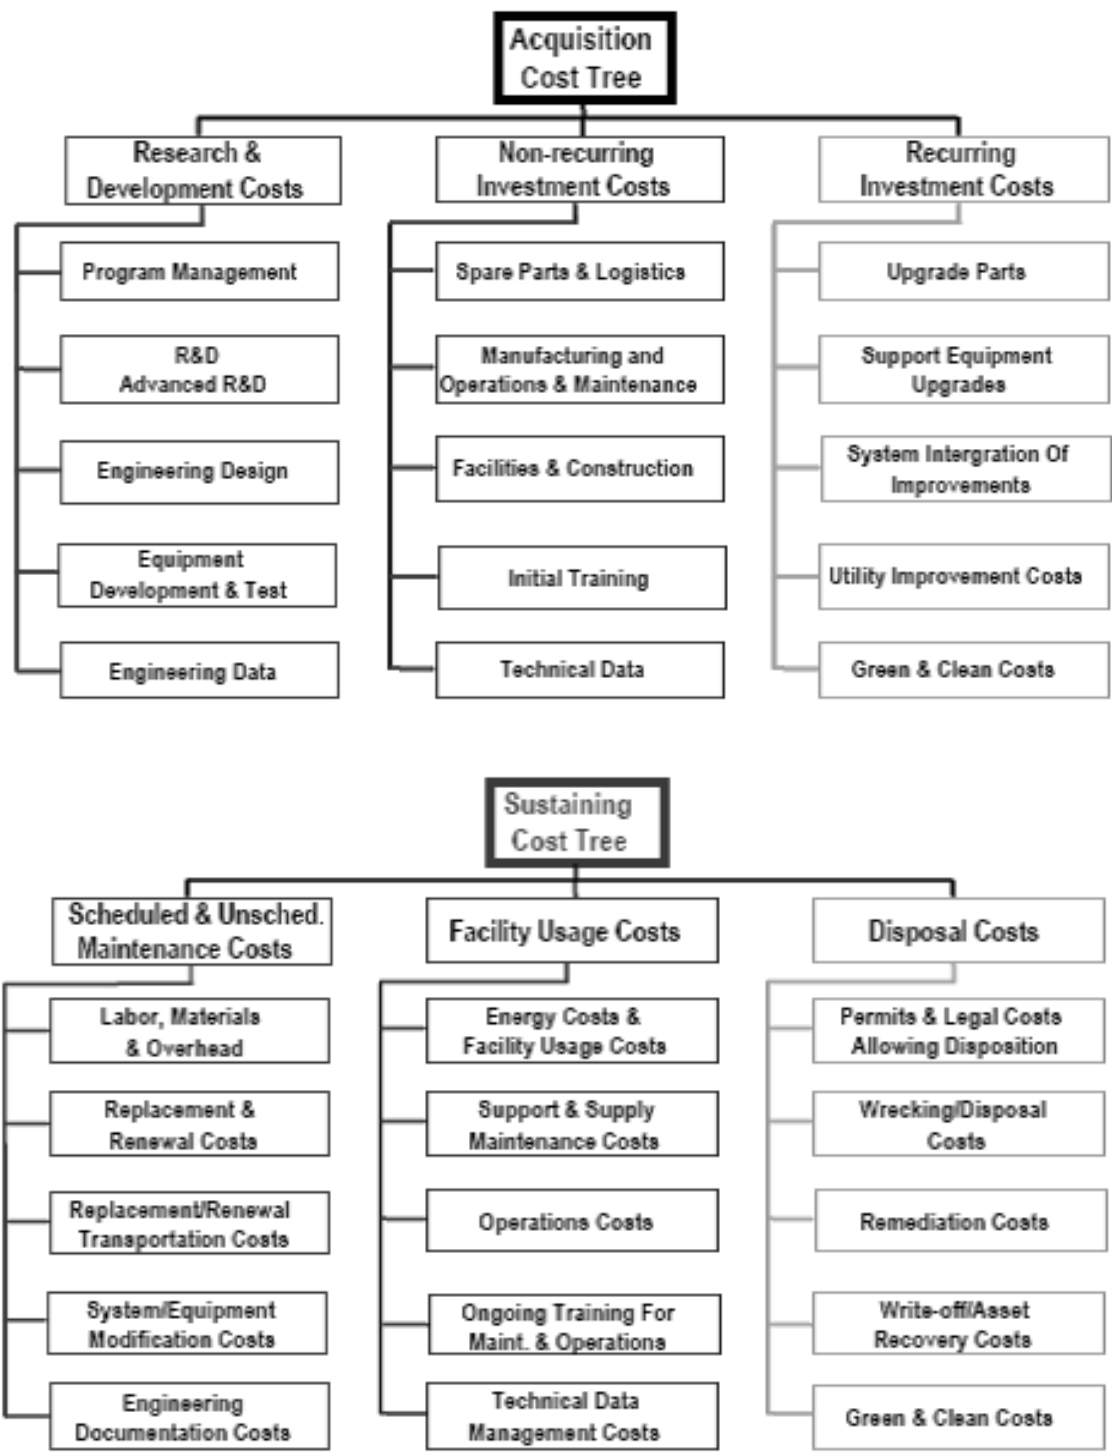 Acquisition
Cost Tree
Research &
Development Costs
Program Management
R&D
Advanced R&D
Engineering Design
Equipment
Development & Test
Engineering Data
Non-recurring
Investment Costs
Spare Parts & Logistics
Manufacturing and
Operations & Maintenance
Facilities & Construction
Initial Training
Technical Data
Recurring
Investment Costs
Upgrade Parts
Support Equipment
Upgrades
System Intergration Of
Improvements
Utility Improvement Costs
Green & Clean Costs
Sustaining
Cost Tree
Scheduled & Unsched.
Maintenance Costs
Labor, Materials
& Overhead
Replacement &
Renewal Costs
Replacement/Renewal
Transportation Costs
System/Equipment
Modification Costs
Engineering
Documentation Costs
Facility Usage Costs
Energy Costs &
Facility Usage Costs
Support & Supply
Maintenance Costs
Operations Costs
Ongoing Training For
Maint. & Operations
Technical Data
Management Costs
Disposal Costs
Permits & Legal Costs
Allowing Disposition
Wrecking/Disposal
Costs
Remediation Costs
Write-off/Asset
Recovery Costs
Green & Clean Costs